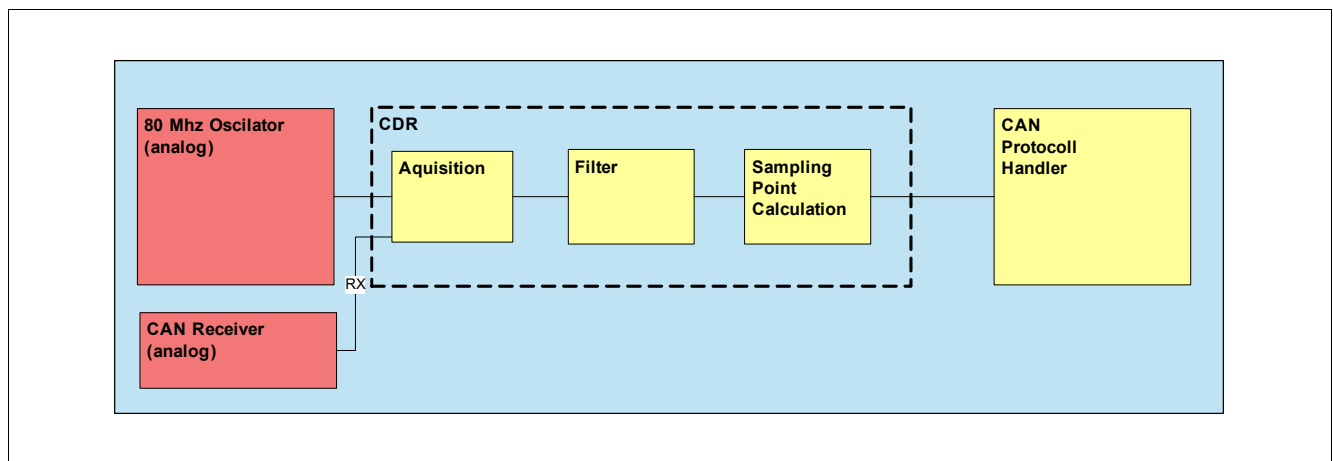 80 Mhz Oscilator
(analog)
CDR
Aquisition
Filter
Sampling
Point
Calculation
CAN
Protocoll
Handler
RX
CAN Receiver
(analog)